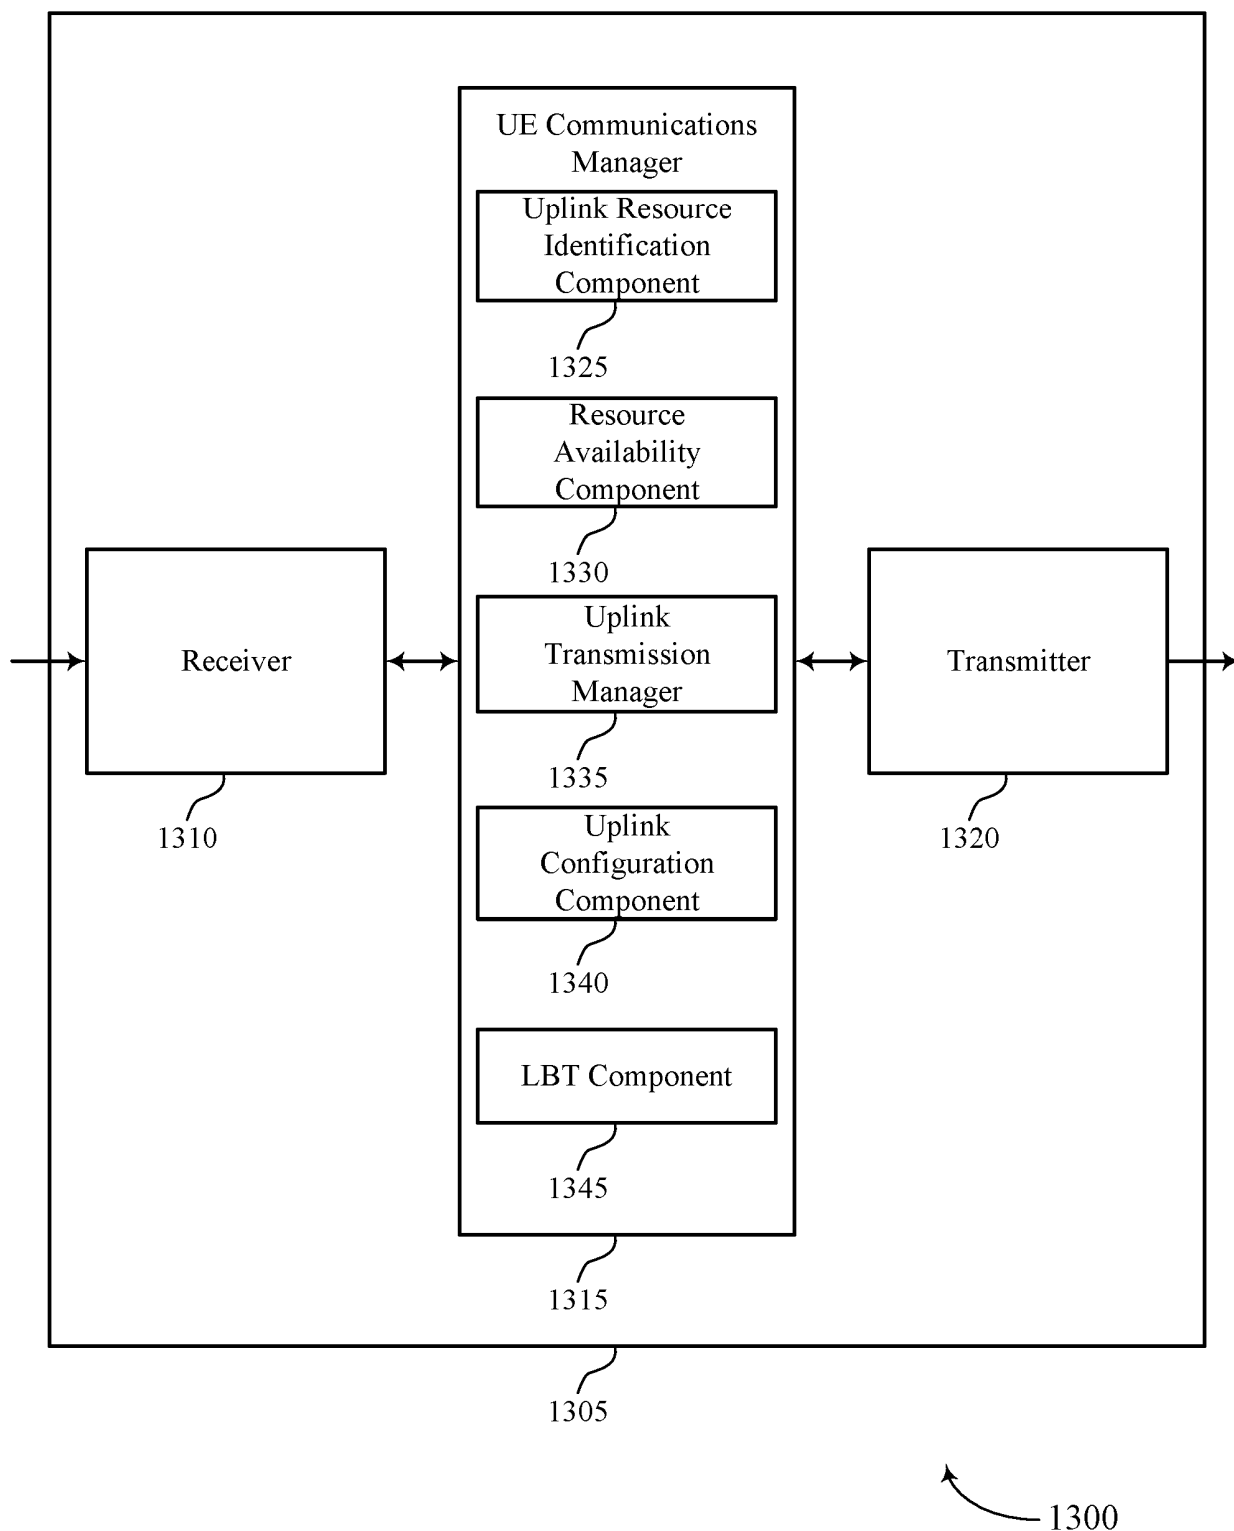 UE Communications
Manager
Uplink Resource
Identification
Component
1325
Resource
Availability
Component
1330
Receiver
1310
Uplink
Transmission
Manager
1335
Transmitter
1320
Uplink
Configuration
Component
1340
LBT Component
1345
1315
1305
1300